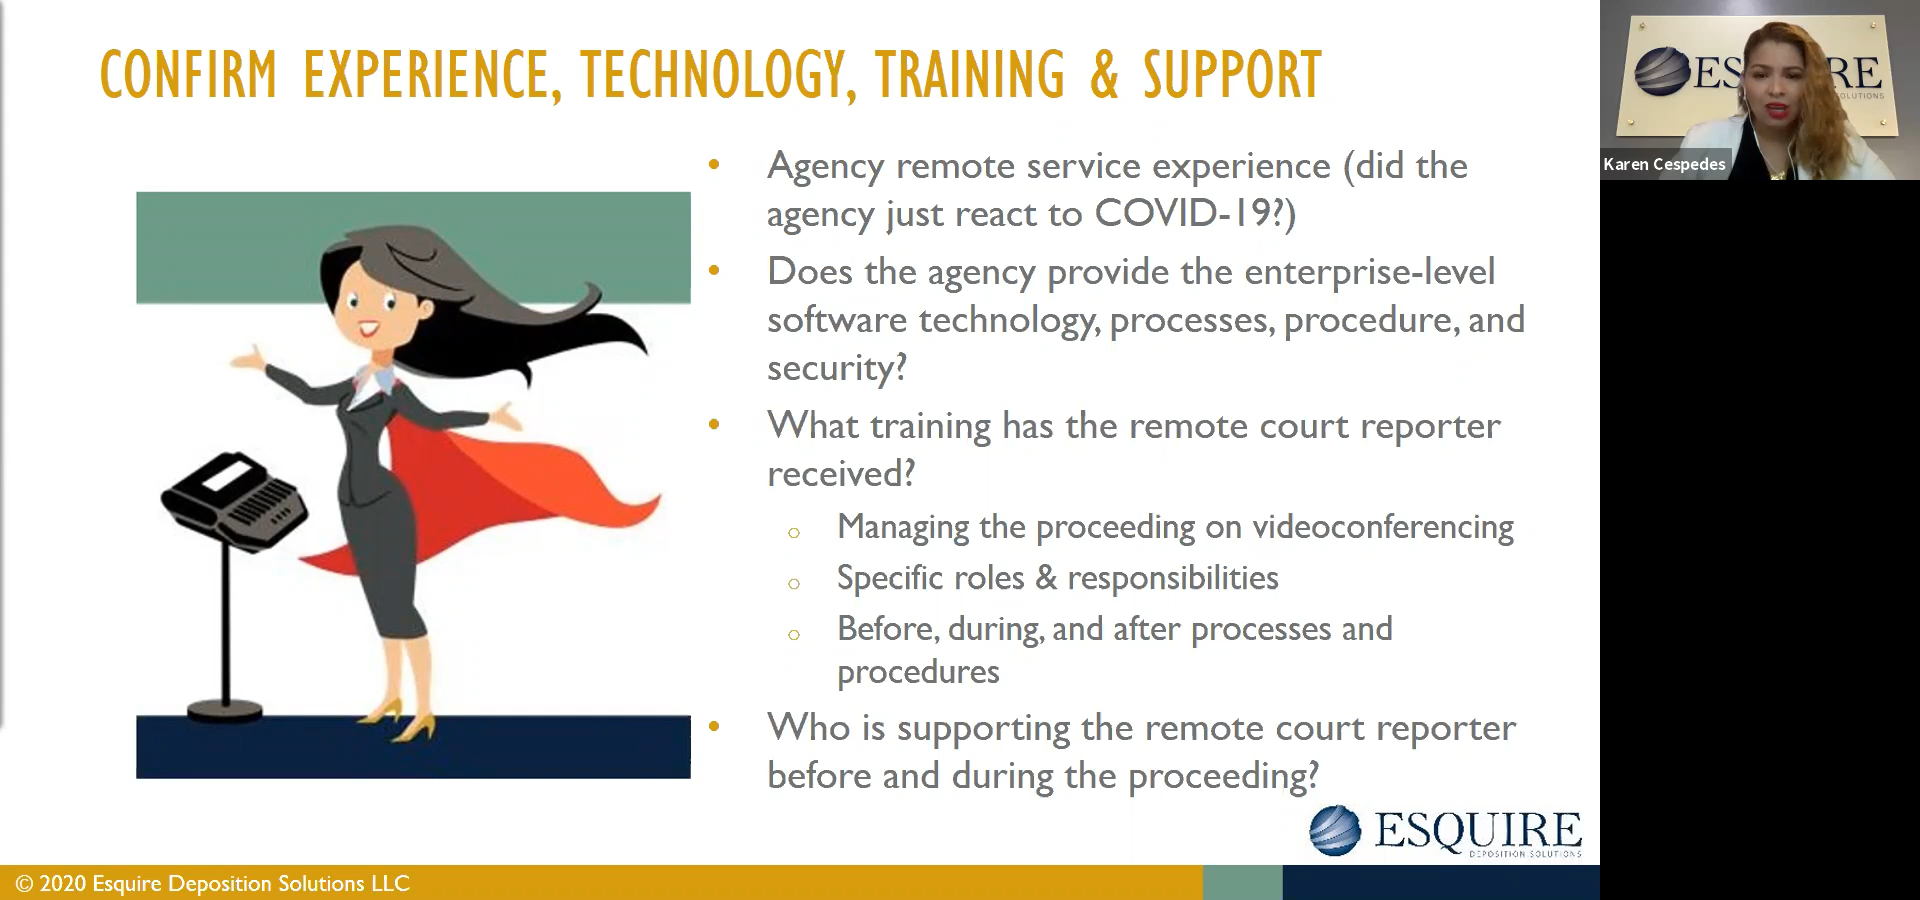 CONFIRM EXPERIENCE, TECHNOLOGY, TRAINING & SUPPORT
• Agency remote service experience (did the
agency just react to COVID-19?)
• Does the agency provide the enterprise-level
software technology, processes, procedure, and
security?
• What training has the remote court reporter
received?
○ Managing the proceeding on videoconferencing
○ Specific roles & responsibilities
○ Before, during, and after processes and
procedures
• Who is supporting the remote court reporter
before and during the proceeding?
ESQUIRE
DEPOSITION SOLUTIONS
© 2020 Esquire Deposition Solutions LLC
ES RE
SOLUTIONS
Karen Cespedes